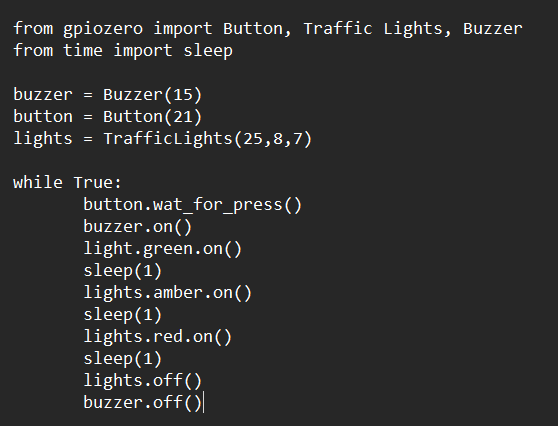 from gpiozero import Button, Traffic Lights, Buzzer
from time import sleep

buzzer = Buzzer(15)
button = Button(21)
lights = TrafficLights(25,8,7)

while True:
        button.wat_for_press()
        buzzer.on()
        light.green.on()
        sleep(1)
        lights.amber.on()
        sleep(1)
        lights.red.on()
        sleep(1)
        lights.off()
        buzzer.off()